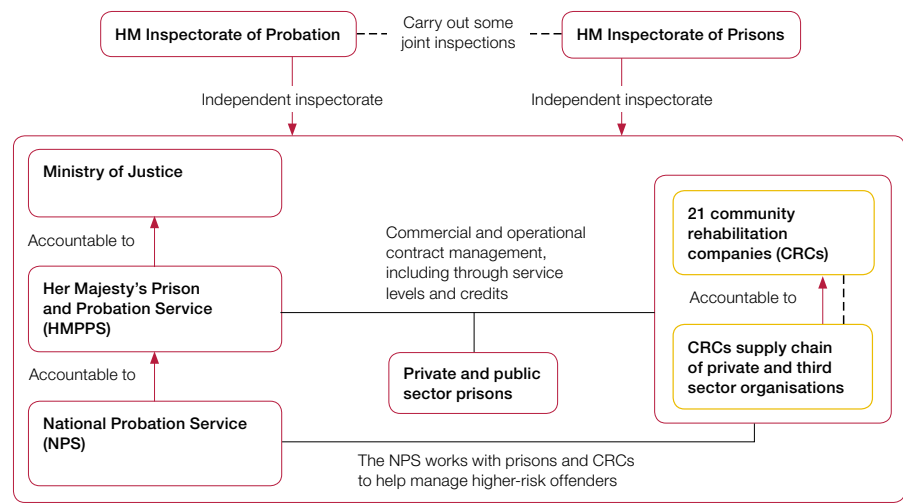 HM Inspectorate of Probation
Carry out some
joint inspections
HM Inspectorate of Prisons
Independent inspectorate
Independent inspectorate
Ministry of Justice
Accountable to
Her Majesty’s Prison
and Probation Service
(HMPPS)
Accountable to
National Probation Service
(NPS)
Commercial and operational
contract management,
including through service
levels and credits
Private and public
sector prisons
21 community
rehabilitation
companies (CRCs)
Accountable to
CRCs supply chain
of private and third
sector organisations
The NPS works with prisons and CRCs
to help manage higher-risk offenders